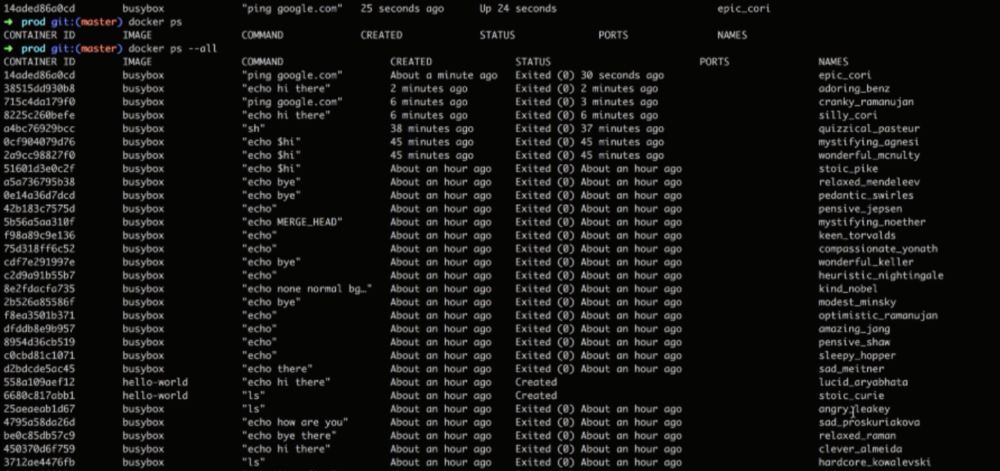 14aded86a0cd busybox "ping google.com" 25 seconds ago Up 24 seconds epic_cori
➜ prod git:(master) docker ps
CONTAINER ID IMAGE COMMAND CREATED STATUS PORTS NAMES
➜ prod git:(master) docker ps --all
CONTAINER ID IMAGE COMMAND CREATED STATUS PORTS NAMES
14aded86a0cd busybox "ping google.com" About a minute ago Exited (0) 30 seconds ago epic_cori
38515dd930b8 busybox "echo hi there" 2 minutes ago Exited (0) 2 minutes ago adoring_benz
715c4da179f0 busybox "ping google.com" 6 minutes ago Exited (0) 3 minutes ago cranky_ramanujan
8225c260befe busybox "echo hi there" 6 minutes ago Exited (0) 6 minutes ago silly_cori
a4bc76929bcc busybox "sh" 38 minutes ago Exited (0) 37 minutes ago quizzical_pasteur
0cf904079d76 busybox "echo $hi" 45 minutes ago Exited (0) 45 minutes ago mystifying_agnesi
2a9cc98827f0 busybox "echo $hi" 45 minutes ago Exited (0) 45 minutes ago wonderful_mcnulty
51601d3e0c2f busybox "echo $hi" About an hour ago Exited (0) About an hour ago stoic_pike
a5a736795b38 busybox "echo bye" About an hour ago Exited (0) About an hour ago relaxed_mendeleev
0e14a36d7dcd busybox "echo bye" About an hour ago Exited (0) About an hour ago pedantic_swirles
42b183c7575d busybox "echo" About an hour ago Exited (0) About an hour ago pensive_jepsen
5b56a5aa310f busybox "echo MERGE_HEAD" About an hour ago Exited (0) About an hour ago mystifying_noether
f98a89c9e136 busybox "echo" About an hour ago Exited (0) About an hour ago keen_torvalds
75d318ff6c52 busybox "echo" About an hour ago Exited (0) About an hour ago compassionate_yonath
cdf7e291997e busybox "echo bye" About an hour ago Exited (0) About an hour ago wonderful_keller
c2d9a91b55b7 busybox "echo" About an hour ago Exited (0) About an hour ago heuristic_nightingale
8e2fdacfa735 busybox "echo none normal bg…" About an hour ago Exited (0) About an hour ago kind_nobel
2b526a85586f busybox "echo bye" About an hour ago Exited (0) About an hour ago modest_minsky
f8ea3501b371 busybox "echo" About an hour ago Exited (0) About an hour ago optimistic_ramanujan
dfddb8e9b957 busybox "echo" About an hour ago Exited (0) About an hour ago amazing_jang
8954d36cb519 busybox "echo" About an hour ago Exited (0) About an hour ago pensive_shaw
c0cbd81c1071 busybox "echo" About an hour ago Exited (0) About an hour ago sleepy_hopper
d2bdcde5ac45 busybox "echo there" About an hour ago Exited (0) About an hour ago sad_meitner
558a109aef12 hello-world "echo hi there" About an hour ago Created lucid_aryabhata
6680c817abb1 hello-world "ls" About an hour ago Created stoic_curie
25aeaeab1d67 busybox "ls" About an hour ago Exited (0) About an hour ago angry_leakey
4795a58da26d busybox "echo how are you" About an hour ago Exited (0) About an hour ago sad_proskuriakova
be0c85db57c9 busybox "echo bye there" About an hour ago Exited (0) About an hour ago relaxed_raman
450370d6f759 busybox "echo hi there" About an hour ago Exited (0) About an hour ago clever_almeida
3712ae4476fb busybox "ls" About an hour ago Exited (0) About an hour ago hardcore_kowalevski